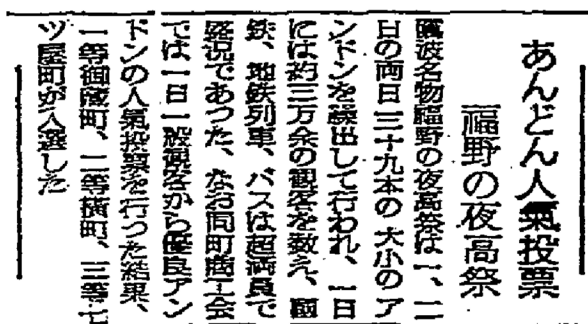 あんどん人氣投票
福野の夜高祭
礪波名物福野の夜高祭は一、二
日の両日三十九本の大小のア
ンドンを繰出して行われ、一日
には約三万余の観客を数え、國
鉄、地鉄列車、バスは超満員で
盛況であつた、なお同町商工会
では一日一般観客から優良アン
ドンの人氣投票を行つた結果、
一等御蔵町、二等横町、三等七
ツ屋町が入選した